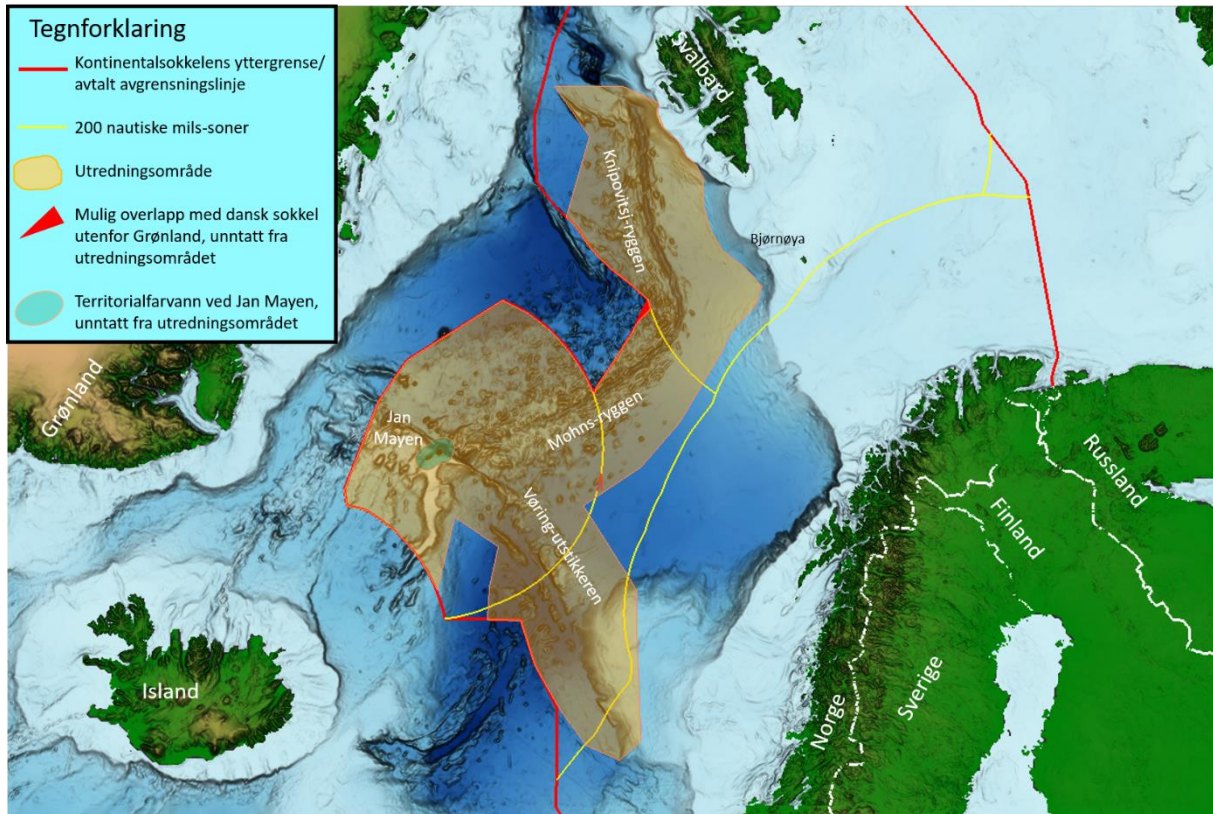 Tegnforklaring
Kontinentalsokkelens yttergrense/
avtalt avgrensningslinje
200 nautiske mils-soner
Utredningsområde
Mulig overlapp med dansk sokkel
utenfor Grønland, unntatt fra
utredningsområdet
Territorialfarvann ved Jan Mayen,
unntatt fra utredningsområdet
Svalbard
Knipovitsj-ryggen
Bjørnøya
Grønland
Jan
Mayen
Mohns-ryggen
Vøring-utstikkeren
Island
Norge
Sverige
Finland
Russland